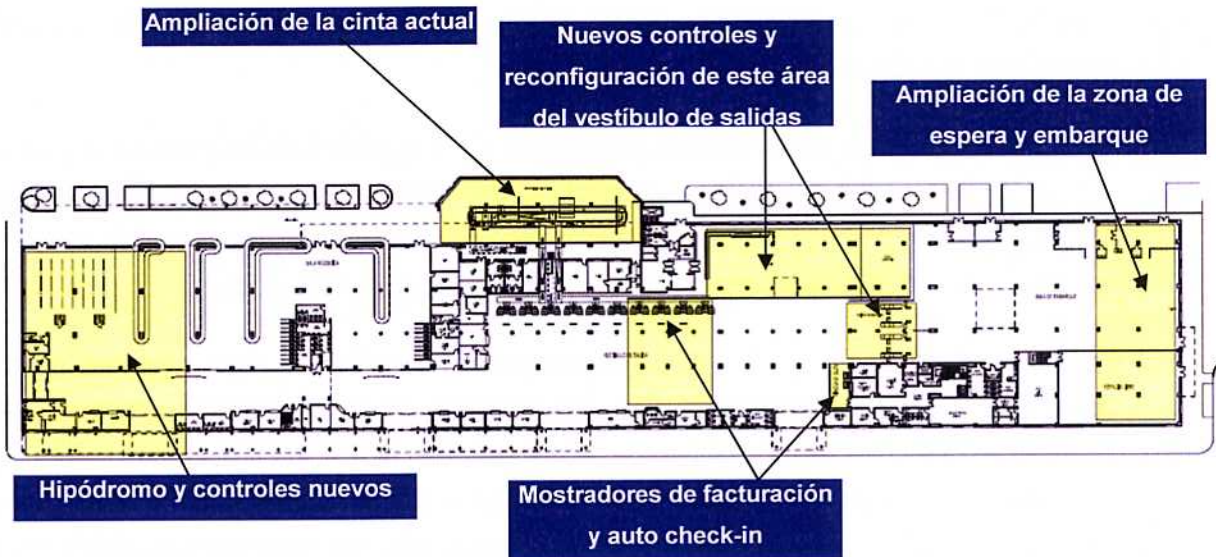 Ampliación de la cinta actual
Nuevos controles y
reconfiguración de este área
del vestíbulo de salidas
Ampliación de la zona de
espera y embarque
Hipódromo y controles nuevos
Mostradores de facturación
y auto check-in